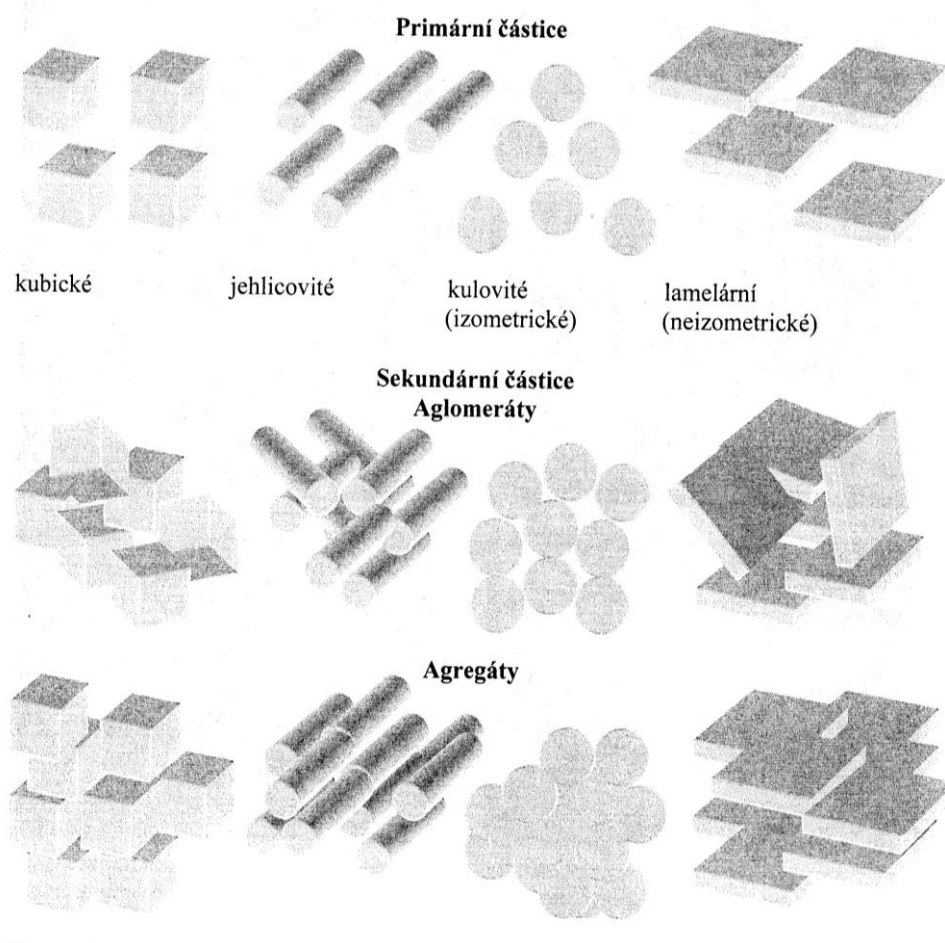 Primární částice
kubické
jehlicovité
kulovité
(izometrické)
lamelární
(neizometrické)
Sekundární částice
Aglomeráty
Agregáty